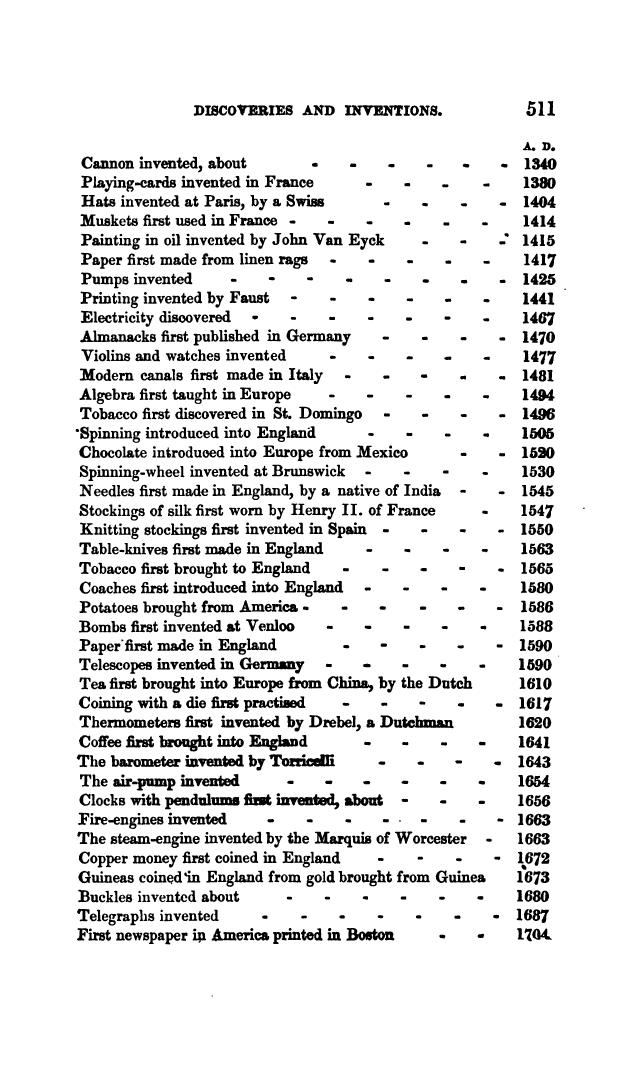 DISCOVERIES AND INVENTIONS. 511
A. D.
Cannon invented, about - - - - - - 1340
Playing-cards invented in France - - - - 1380
Hats invented at Paris, by a Swiss - - - - 1404
Muskets first used in France - - - - - - 1414
Painting in oil invented by John Van Eyck - - - 1415
Paper first made from linen rags - - - - - 1417
Pumps invented - - - - - - - - 1425
Printing invented by Faust - - - - - - 1441
Electricity discovered - - - - - - - 1467
Almanacks first published in Germany - - - - 1470
Violins and watches invented - - - - - 1477
Modern canals first made in Italy - - - - - 1481
Algebra first taught in Europe - - - - - 1494
Tobacco first discovered in St. Domingo - - - - 1496
Spinning introduced into England - - - - 1505
Chocolate introduced into Europe from Mexico - - 1520
Spinning-wheel invented at Brunswick - - - - 1530
Needles first made in England, by a native of India - - 1545
Stockings of silk first worn by Henry II. of France - 1547
Knitting stockings first invented in Spain - - - - 1550
Table-knives first made in England - - - - 1563
Tobacco first brought to England - - - - - 1565
Coaches first introduced into England - - - - 1580
Potatoes brought from America - - - - - - 1586
Bombs first invented at Venloo - - - - - 1588
Paper first made in England - - - - - 1590
Telescopes invented in Germany - - - - - 1590
Tea first brought into Europe from China, by the Dutch 1610
Coining with a die first practised - - - - - 1617
Thermometers first invented by Drebel, a Dutchman 1620
Coffee first brought into England - - - - 1641
The barometer invented by Torricelli - - - - 1643
The air-pump invented - - - - - - 1654
Clocks with pendulums first invented, about - - - 1656
Fire-engines invented - - - - - - - 1663
The steam-engine invented by the Marquis of Worcester - 1663
Copper money first coined in England - - - - 1672
Guineas coined in England from gold brought from Guinea 1673
Buckles invented about - - - - - - 1680
Telegraphs invented - - - - - - - 1687
First newspaper in America printed in Boston - - 1704